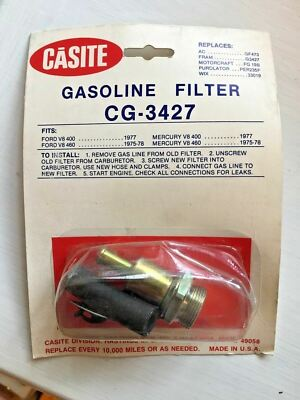 CASITE
REPLACES:
AC ................ GF473
FRAM ............ G3427
MOTORCRAFT .... FG 19B
PUROLATOR ..... PER235P
WIX ............... 33019
GASOLINE FILTER
CG-3427
FITS:
FORD V8 400 ............... 1977
FORD V8 460 ............ 1975-78
MERCURY V8 400 ............. 1977
MERCURY V8 460 .......... 1975-78
TO INSTALL: 1. REMOVE GAS LINE FROM OLD FILTER. 2. UNSCREW
OLD FILTER FROM CARBURETOR. 3. SCREW NEW FILTER INTO
CARBURETOR, USE NEW HOSE AND CLAMPS. 4. CONNECT GAS LINE TO
NEW FILTER. 5. START ENGINE. CHECK ALL CONNECTIONS FOR LEAKS.
CASITE DIVISION, HASTINGS 49058
REPLACE EVERY 10,000 MILES OR AS NEEDED. MADE IN U.S.A.